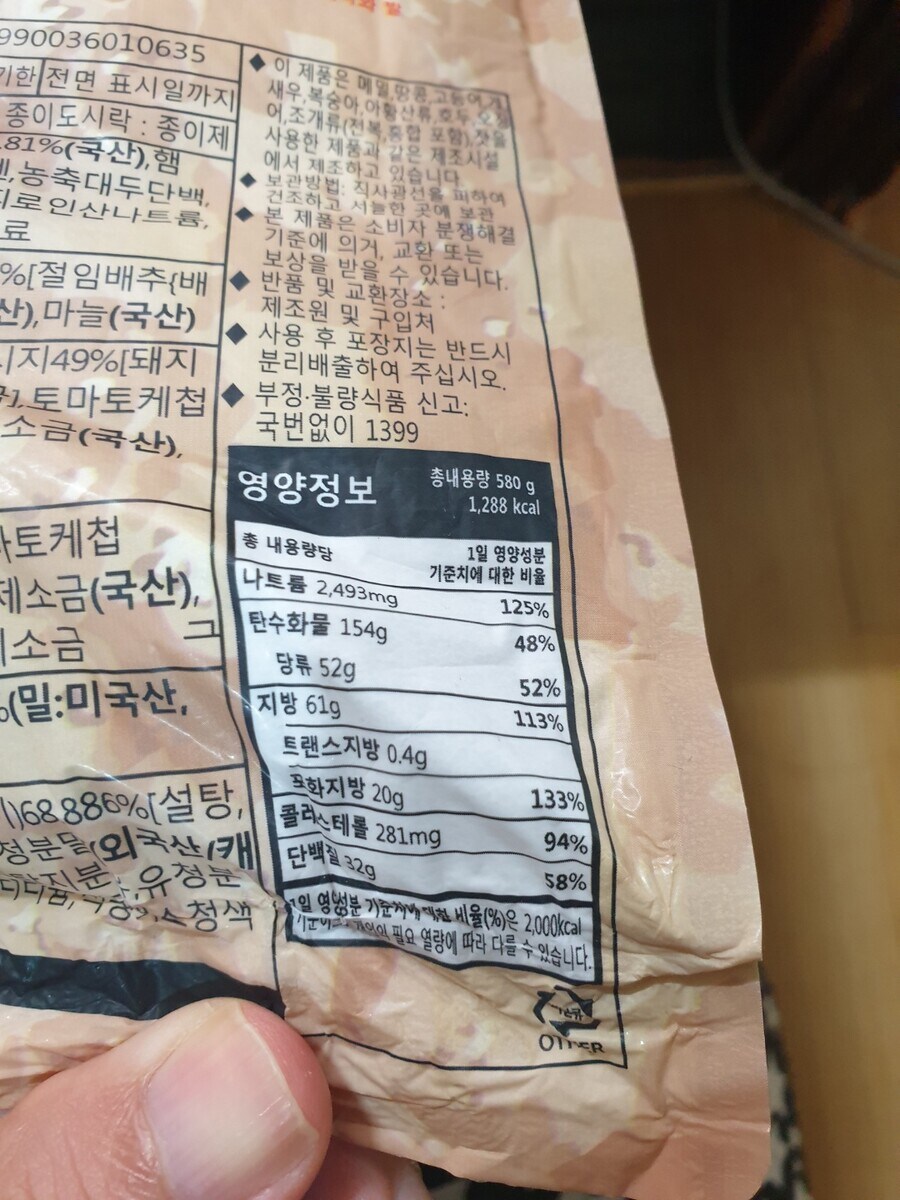 990036010635
기한 전면 표시일까지
종이도시락 : 종이제
.81%(국산),햄
,농축대두단백,
피로인산나트륨,
료
%[절임배추{배
산),마늘(국산)
지49%[돼지
,토마토케첩
소금(국산),
토케첩
제소금(국산),
소금 그
(밀:미국산,
68.886%[설탕,
정분말(외국산/캐
유청분
청색
◆ 이 제품은 메밀,땅콩,고등어,게,
새우,복숭아,아황산류,호두,오징
어,조개류(전복,홍합 포함),잣을
사용한 제품과 같은 제조시설
에서 제조하고 있습니다.
◆ 보관방법: 직사광선을 피하여
건조하고 서늘한 곳에 보관
◆ 본 제품은 소비자 분쟁해결
기준에 의거, 교환 또는
보상을 받을 수 있습니다.
◆ 반품 및 교환장소 :
제조원 및 구입처
◆ 사용 후 포장지는 반드시
분리배출하여 주십시오.
◆ 부정·불량식품 신고:
국번없이 1399
영양정보 총내용량 580 g
1,288 kcal
총 내용량당 1일 영양성분
기준치에 대한 비율
나트륨 2,493mg 125%
탄수화물 154g 48%
당류 52g 52%
지방 61g 113%
트랜스지방 0.4g
포화지방 20g 133%
콜레스테롤 281mg 94%
단백질 32g 58%
1일 영양성분 기준치에 대한 비율(%)은 2,000kcal
필요 열량에 따라 다를 수 있습니다.
OTHER